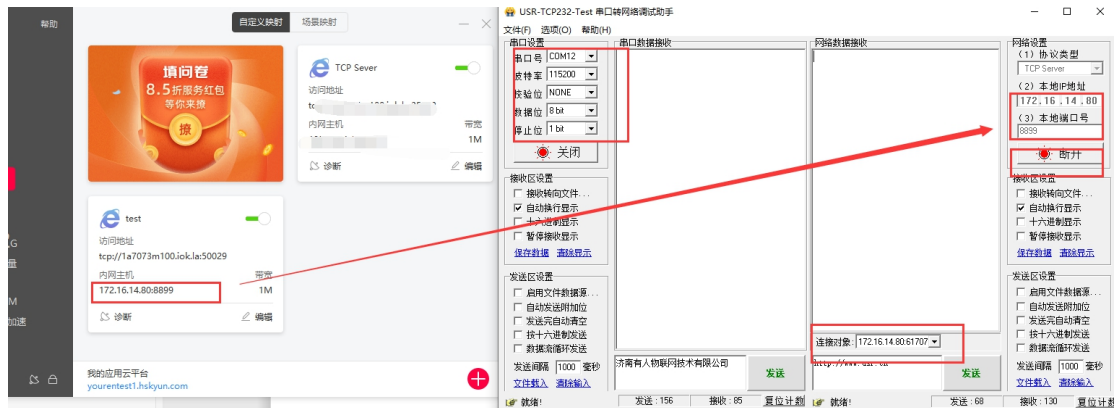 帮助
自定义映射 场景映射
填问卷
8.5折服务红包
等你来撩
撩
TCP Sever
访问地址
内网主机 带宽
1M
诊断 编辑
test
访问地址
tcp://1a7073m100.iok.la:50029
内网主机 带宽
172.16.14.80:8899 1M
诊断 编辑
G
量
M
加速
我的应用云平台
yourentest1.hskyun.com
USR-TCP232-Test 串口转网络调试助手
文件(F) 选项(O) 帮助(H)
串口设置
串口号 COM12
波特率 115200
校验位 NONE
数据位 8 bit
停止位 1 bit
关闭
接收区设置
接收转向文件...
自动换行显示
十六进制显示
暂停接收显示
保存数据 清除显示
发送区设置
启用文件数据源...
自动发送附加位
发送完自动清空
按十六进制发送
数据流循环发送
发送间隔 1000 毫秒
文件载入 清除输入
串口数据接收
济南有人物联网技术有限公司
发送
网络数据接收
连接对象: 172.16.14.80:61707
http://www.usr.cn
发送
网络设置
(1) 协议类型
TCP Server
(2) 本地IP地址
172.16.14.80
(3) 本地端口号
8899
断开
接收区设置
接收转向文件...
自动换行显示
十六进制显示
暂停接收显示
保存数据 清除显示
发送区设置
启用文件数据源...
自动发送附加位
发送完自动清空
按十六进制发送
数据流循环发送
发送间隔 1000 毫秒
文件载入 清除输入
就绪! 发送:156 接收:85 复位计数
就绪! 发送:68 接收:130 复位计数